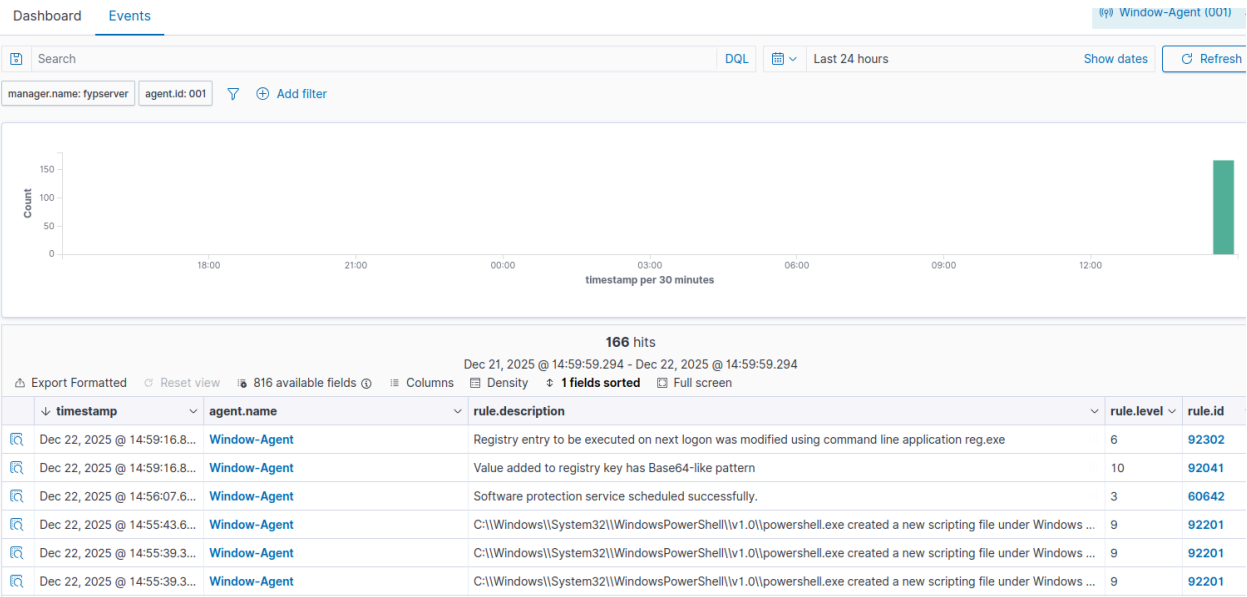 Dashboard Events Window-Agent (001)
Search DQL Last 24 hours Show dates Refresh
manager.name: fypserver agent.id: 001 Add filter
150
100
50
0
Count
18:00 21:00 00:00 03:00 06:00 09:00 12:00
timestamp per 30 minutes
166 hits
Dec 21, 2025 @ 14:59:59.294 - Dec 22, 2025 @ 14:59:59.294
Export Formatted Reset view 816 available fields Columns Density 1 fields sorted Full screen
timestamp agent.name rule.description rule.level rule.id
Dec 22, 2025 @ 14:59:16.8... Window-Agent Registry entry to be executed on next logon was modified using command line application reg.exe 6 92302
Dec 22, 2025 @ 14:59:16.8... Window-Agent Value added to registry key has Base64-like pattern 10 92041
Dec 22, 2025 @ 14:56:07.6... Window-Agent Software protection service scheduled successfully. 3 60642
Dec 22, 2025 @ 14:55:43.6... Window-Agent C:\\Windows\\System32\\WindowsPowerShell\\v1.0\\powershell.exe created a new scripting file under Windows ... 9 92201
Dec 22, 2025 @ 14:55:39.3... Window-Agent C:\\Windows\\System32\\WindowsPowerShell\\v1.0\\powershell.exe created a new scripting file under Windows ... 9 92201
Dec 22, 2025 @ 14:55:39.3... Window-Agent C:\\Windows\\System32\\WindowsPowerShell\\v1.0\\powershell.exe created a new scripting file under Windows ... 9 92201